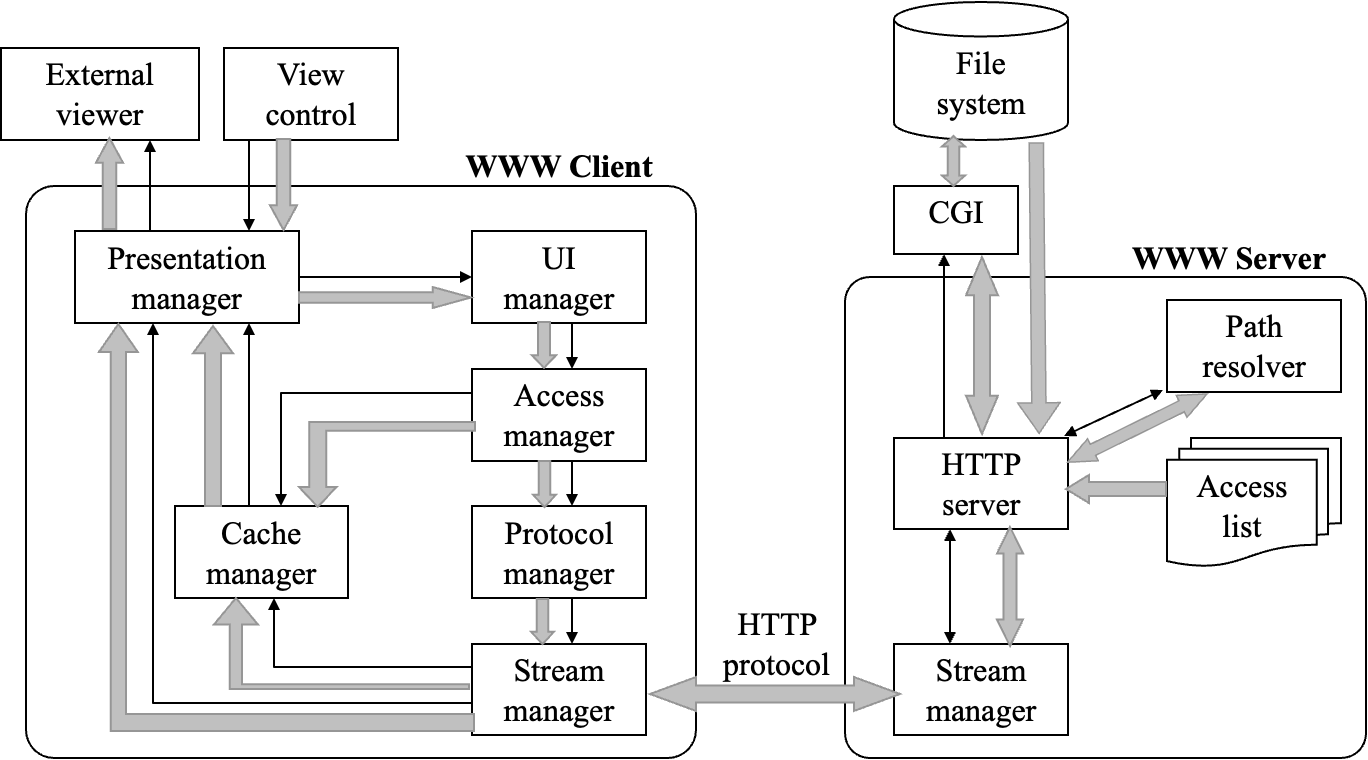 External
viewer
View
control
WWW Client
Presentation
manager
UI
manager
Access
manager
Cache
manager
Protocol
manager
Stream
manager
HTTP
protocol
File
system
CGI
WWW Server
Path
resolver
HTTP
server
Access
list
Stream
manager